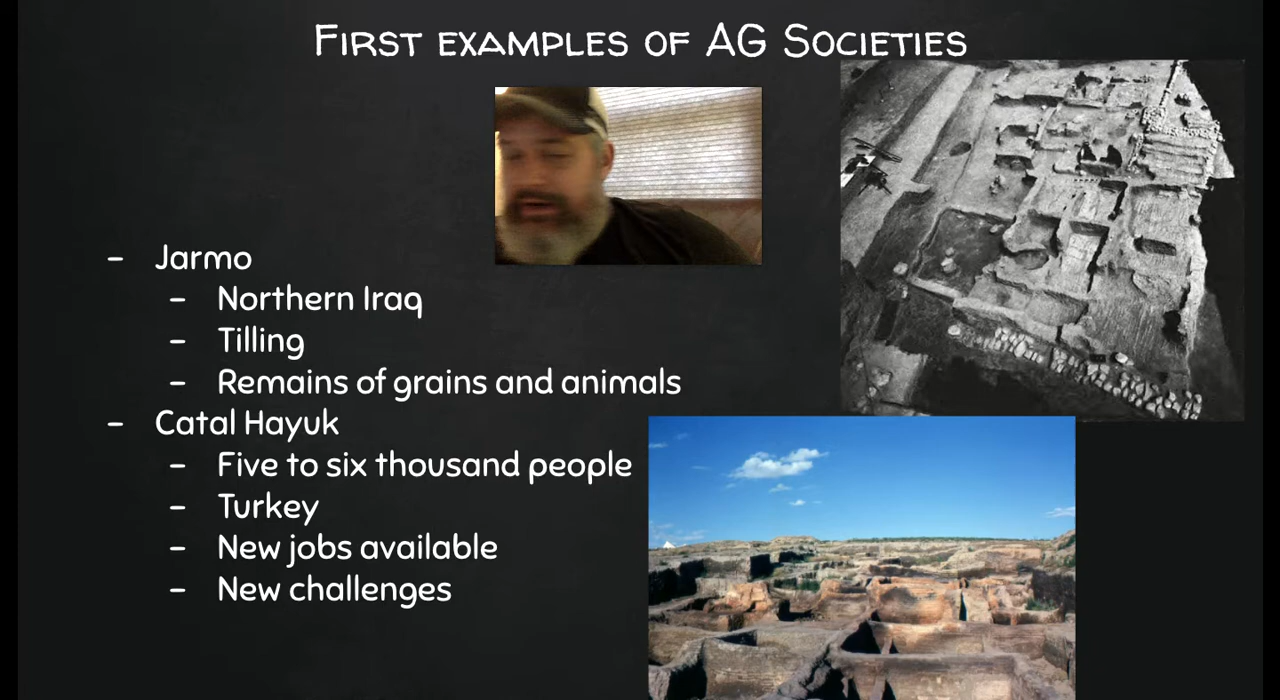 First examples of AG Societies
- Jarmo
- Northern Iraq
- Tilling
- Remains of grains and animals
- Catal Hayuk
- Five to six thousand people
- Turkey
- New jobs available
- New challenges